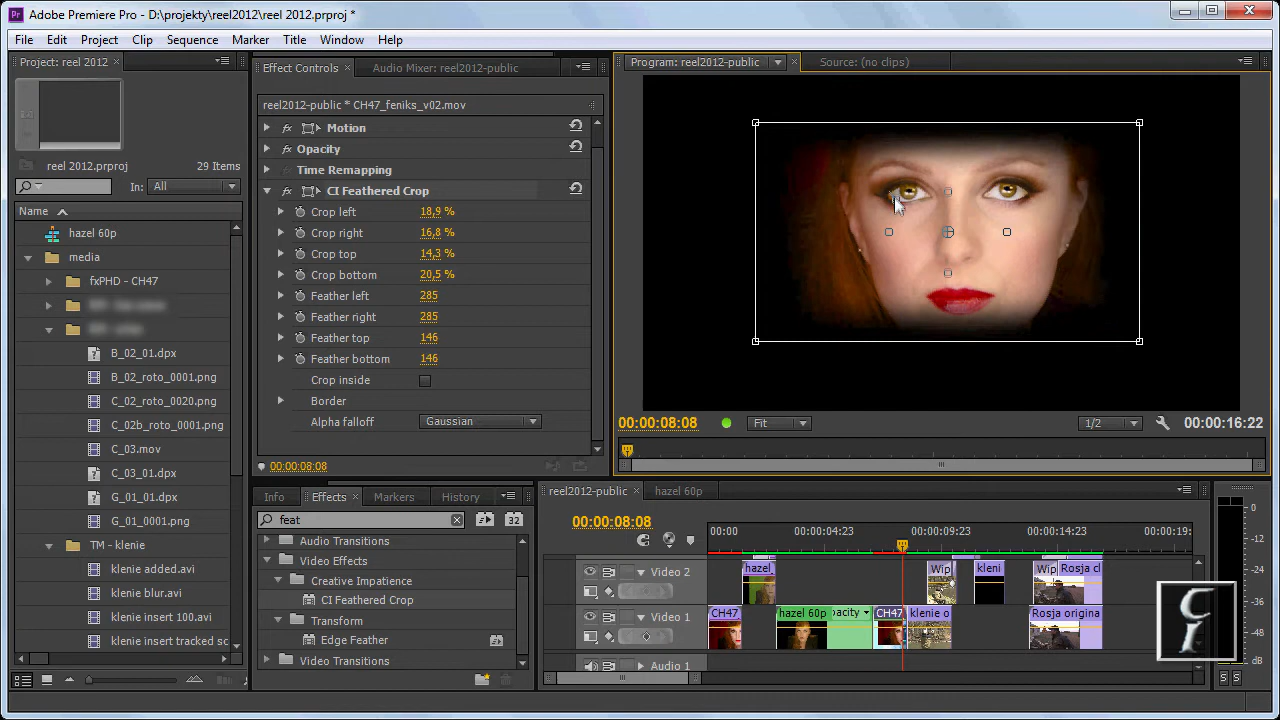 Adobe Premiere Pro - D:\projekty\reel2012\reel 2012.prproj *
File Edit Project Clip Sequence Marker Title Window Help
Project: reel 2012
reel 2012.prproj 29 Items
In: All
Name
hazel 60p
media
fxPHD - CH47
B_02_01.dpx
B_02_roto_0001.png
C_02_roto_0020.png
C_02b_roto_0001.png
C_03.mov
C_03_01.dpx
G_01_01.dpx
G_01_0001.png
TM - klenie
klenie added.avi
klenie blur.avi
klenie insert 100.avi
klenie insert tracked sc
Effect Controls Audio Mixer: reel2012-public
reel2012-public * CH47_feniks_v02.mov
Motion
Opacity
Time Remapping
CI Feathered Crop
Crop left 18,9 %
Crop right 16,8 %
Crop top 14,3 %
Crop bottom 20,5 %
Feather left 285
Feather right 285
Feather top 146
Feather bottom 146
Crop inside
Border
Alpha falloff Gaussian
00:00:08:08
Info Effects Markers History
feat
32
Audio Transitions
Video Effects
Creative Impatience
CI Feathered Crop
Transform
Edge Feather
Video Transitions
Program: reel2012-public Source: (no clips)
00:00:08:08 Fit 1/2 00:00:16:22
reel2012-public hazel 60p
00:00:08:08
00:00 00:00:04:23 00:00:09:23 00:00:14:23 00:00:19:
Video 2 hazel Wip kleni Wip Rosja cl
Video 1 CH47 hazel 60p pacity CH47 klenie o Rosja origina
Audio 1
0
-12
-24
-36
-48
dB
S S
CI